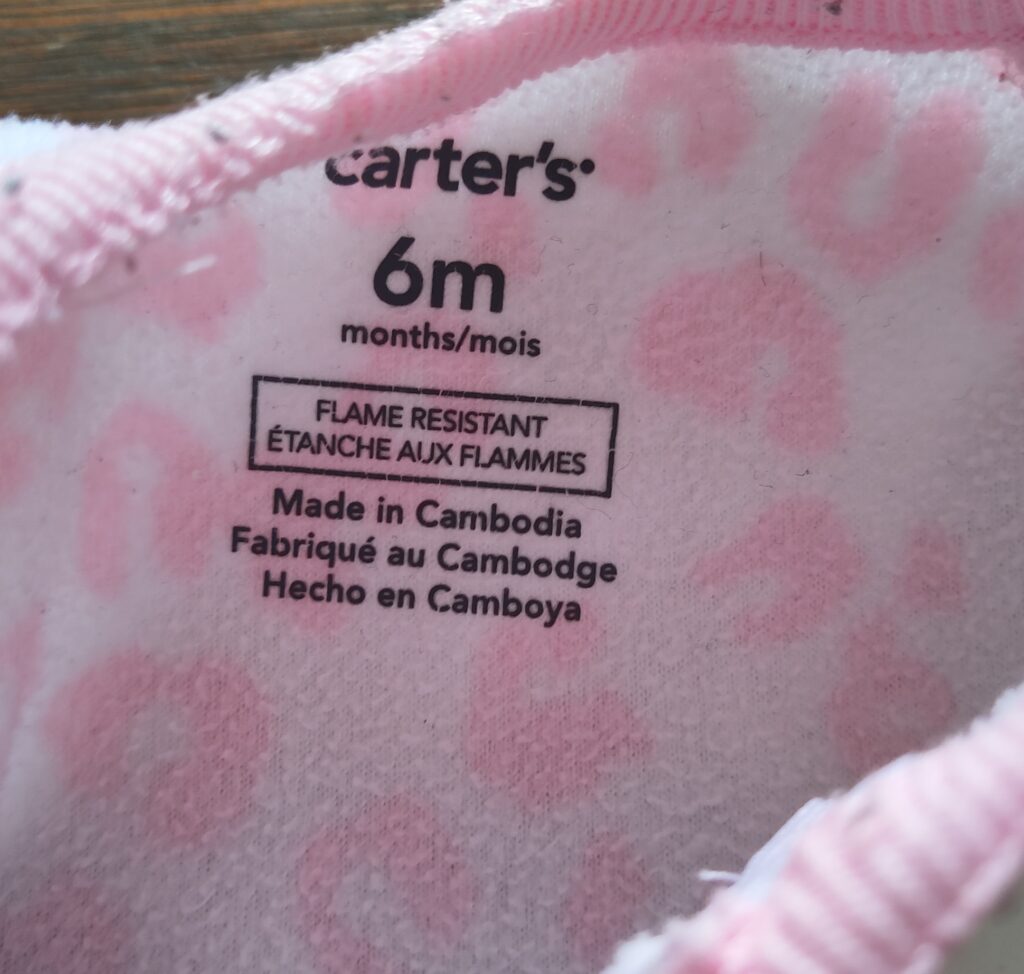 carter's
6m
months/mois
FLAME RESISTANT
ÉTANCHE AUX FLAMMES
Made in Cambodia
Fabriqué au Cambodge
Hecho en Camboya